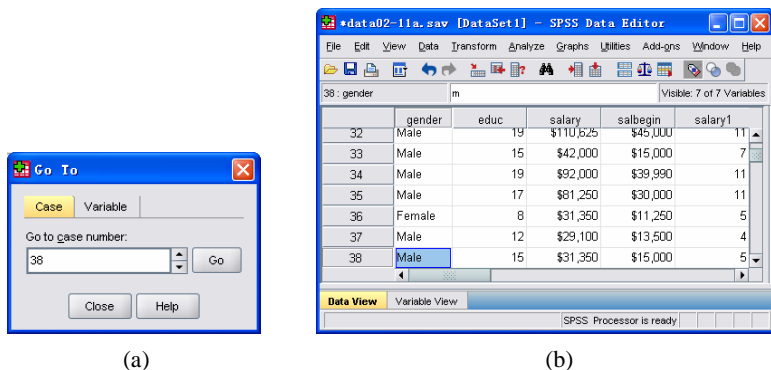 Go To
Case Variable
Go to case number:
38 Go
Close Help
(a)
*data02-11a.sav [DataSet1] - SPSS Data Editor
File Edit View Data Transform Analyze Graphs Utilities Add-ons Window Help
38 : gender m Visible: 7 of 7 Variables
gender educ salary salbegin salary1
32 Male 19 $110,625 $45,000 11
33 Male 15 $42,000 $15,000 7
34 Male 19 $92,000 $39,990 11
35 Male 17 $81,250 $30,000 11
36 Female 8 $31,350 $11,250 5
37 Male 12 $29,100 $13,500 4
38 Male 15 $31,350 $15,000 5
Data View Variable View
SPSS Processor is ready
(b)